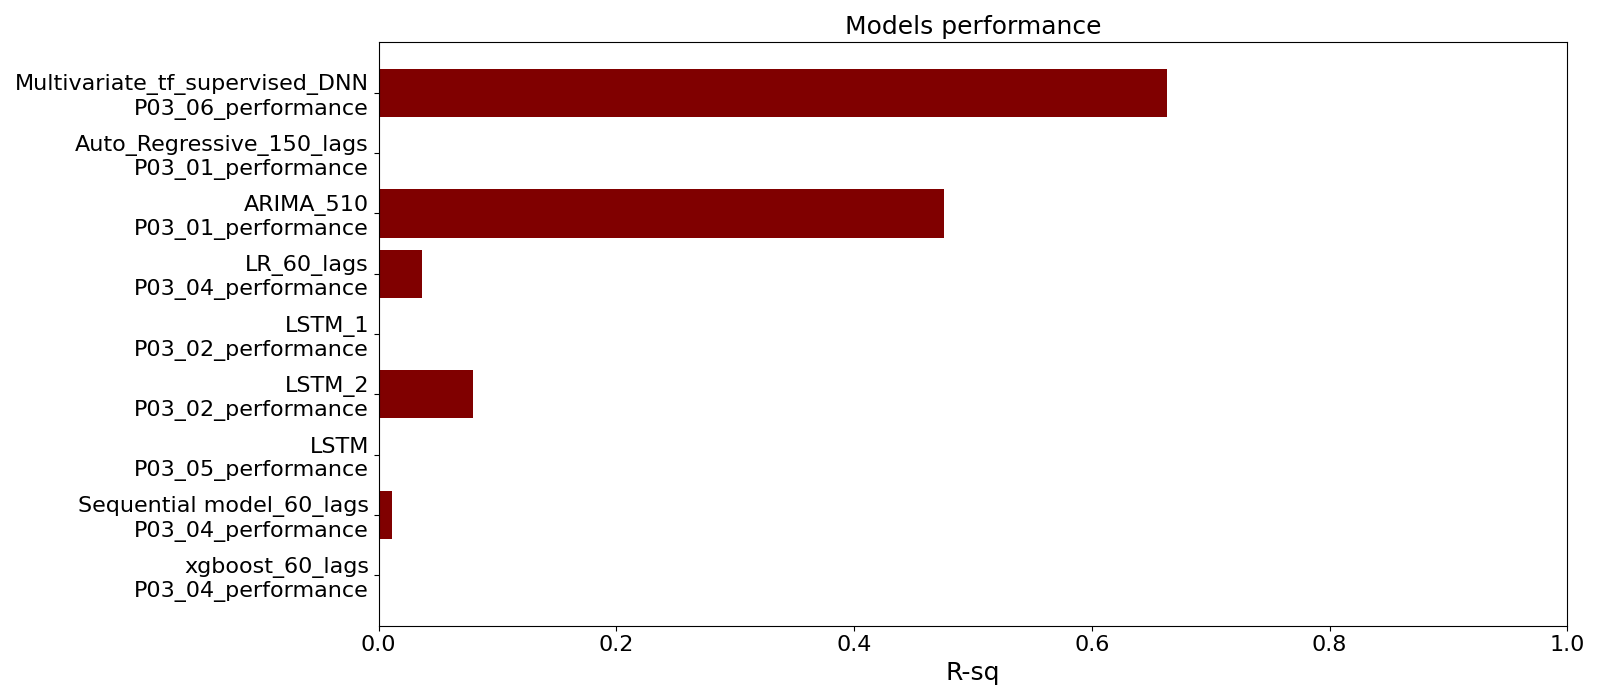 Models performance
Multivariate_tf_supervised_DNN
P03_06_performance
Auto_Regressive_150_lags
P03_01_performance
ARIMA_510
P03_01_performance
LR_60_lags
P03_04_performance
LSTM_1
P03_02_performance
LSTM_2
P03_02_performance
LSTM
P03_05_performance
Sequential model_60_lags
P03_04_performance
xgboost_60_lags
P03_04_performance
0.0 0.2 0.4 0.6 0.8 1.0
R-sq